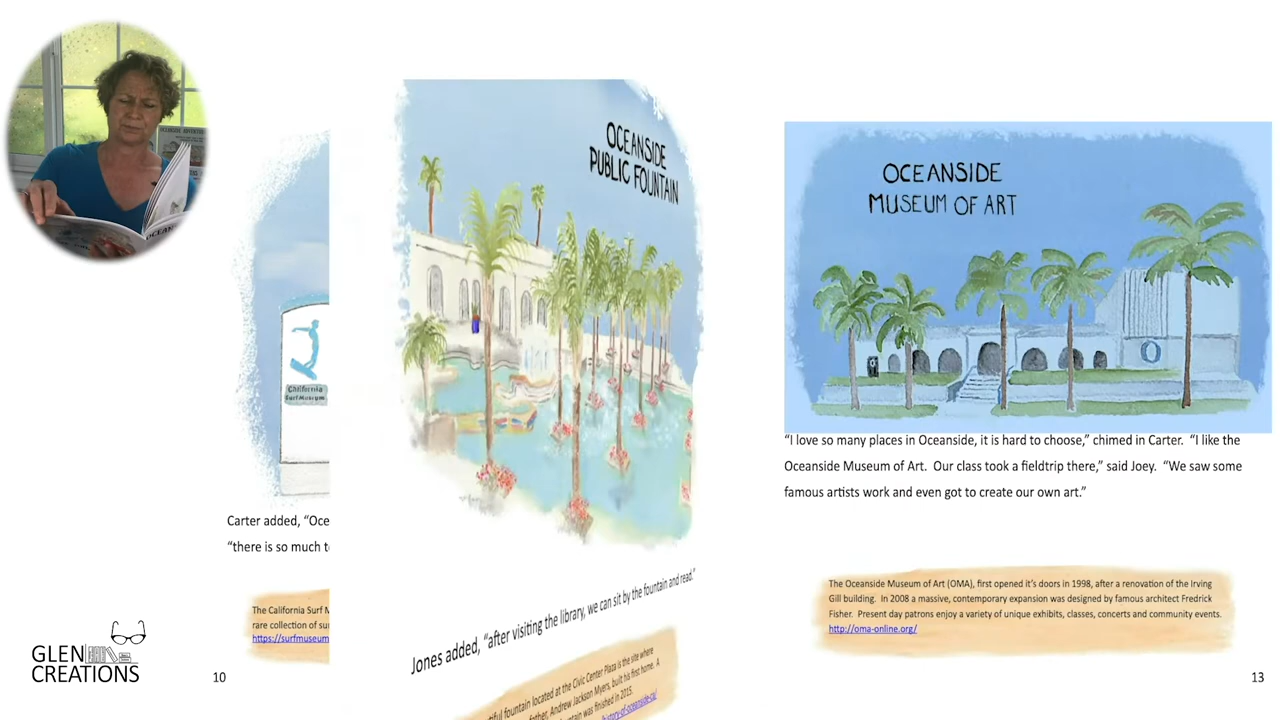 OCEANSIDE
California
Surf Museum
Carter added, "Oce
"there is so much t
The California Surf M
rare collection of su
https://surfmuseum
GLEN
CREATIONS
10
OCEANSIDE
PUBLIC FOUNTAIN
Jones added, “after visiting the library, we can sit by the fountain and read.”
tiful fountain located at the Civic Center Plaza is the site where
father, Andrew Jackson Myers, built his first home. A
untain was finished in 2015.
history-of-oceanside-ca/
OCEANSIDE
MUSEUM OF ART
“I love so many places in Oceanside, it is hard to choose,” chimed in Carter.  “I like the
Oceanside Museum of Art.  Our class took a fieldtrip there,” said Joey.  “We saw some
famous artists work and even got to create our own art.”
The Oceanside Museum of Art (OMA), first opened it’s doors in 1998, after a renovation of the Irving
Gill building.  In 2008 a massive, contemporary expansion was designed by famous architect Fredrick
Fisher.  Present day patrons enjoy a variety of unique exhibits, classes, concerts and community events.
http://oma-online.org/
13